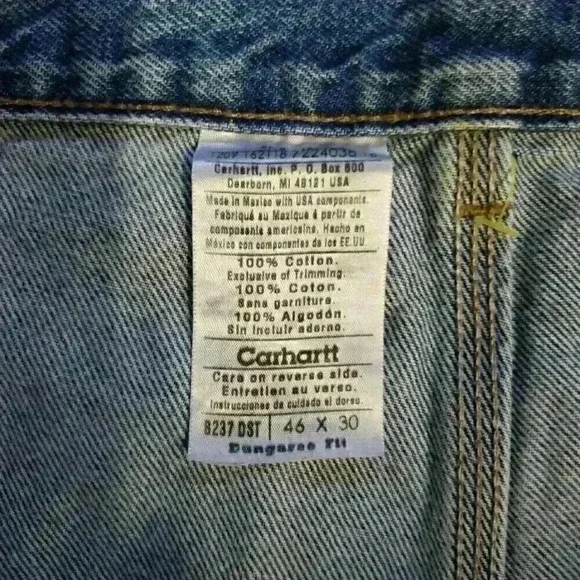 Carhartt, Inc. P.O. Box 600
Dearborn, MI 48121 USA
Made in Mexico with USA components.
Fabriqué au Mexique à partir de
composants americains. Hecho en
México con componentes de los EE.UU.
100% Cotton.
Exclusive of Trimming.
100% Coton.
Sans garniture.
100% Algodón.
Sin incluir adorno.
Carhartt
Care on reverse side.
Entretien au verso.
Instrucciones de cuidado al dorso.
B237 DST 46 X 30
Dungaree Fit